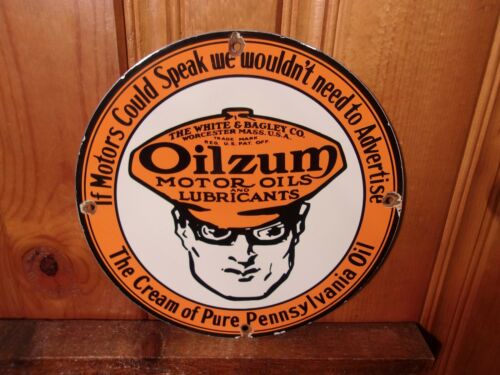 If Motors Could Speak we wouldn't need to Advertise
THE WHITE & BAGLEY CO.
WORCESTER MASS. U.S.A.
TRADE MARK
REG. U.S. PAT. OFF.
Oilzum
MOTOR OILS
AND
LUBRICANTS
The Cream of Pure Pennsylvania Oil